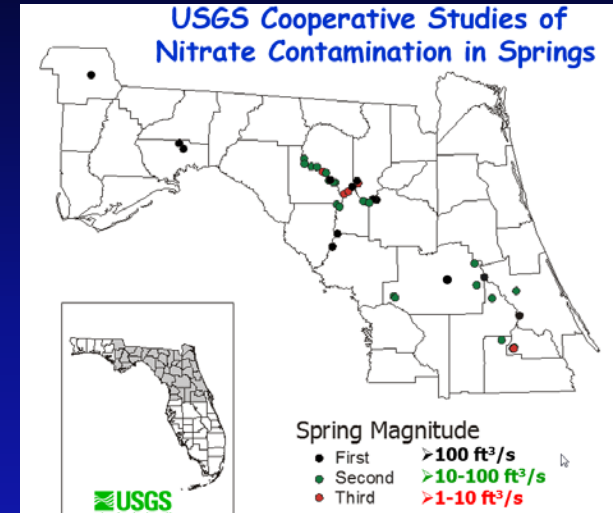 USGS Cooperative Studies of
Nitrate Contamination in Springs
Spring Magnitude
● First ➢100 ft³/s
● Second ➢10-100 ft³/s
● Third ➢1-10 ft³/s
USGS